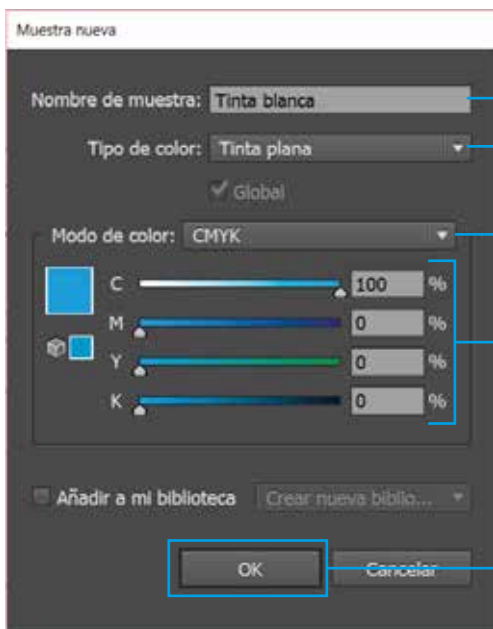 Muestra nueva
Nombre de muestra: Tinta blanca
Tipo de color: Tinta plana
Global
Modo de color: CMYK
C 100 %
M 0 %
Y 0 %
K 0 %
Añadir a mi biblioteca Crear nueva biblio...
OK Cancelar